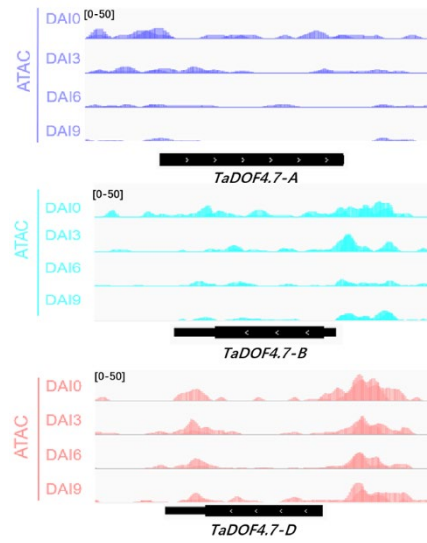 [0-50]
DAI0
DAI3
DAI6
DAI9
ATAC
TaDOF4.7-A
[0-50]
DAI0
DAI3
DAI6
DAI9
ATAC
TaDOF4.7-B
[0-50]
DAI0
DAI3
DAI6
DAI9
ATAC
TaDOF4.7-D